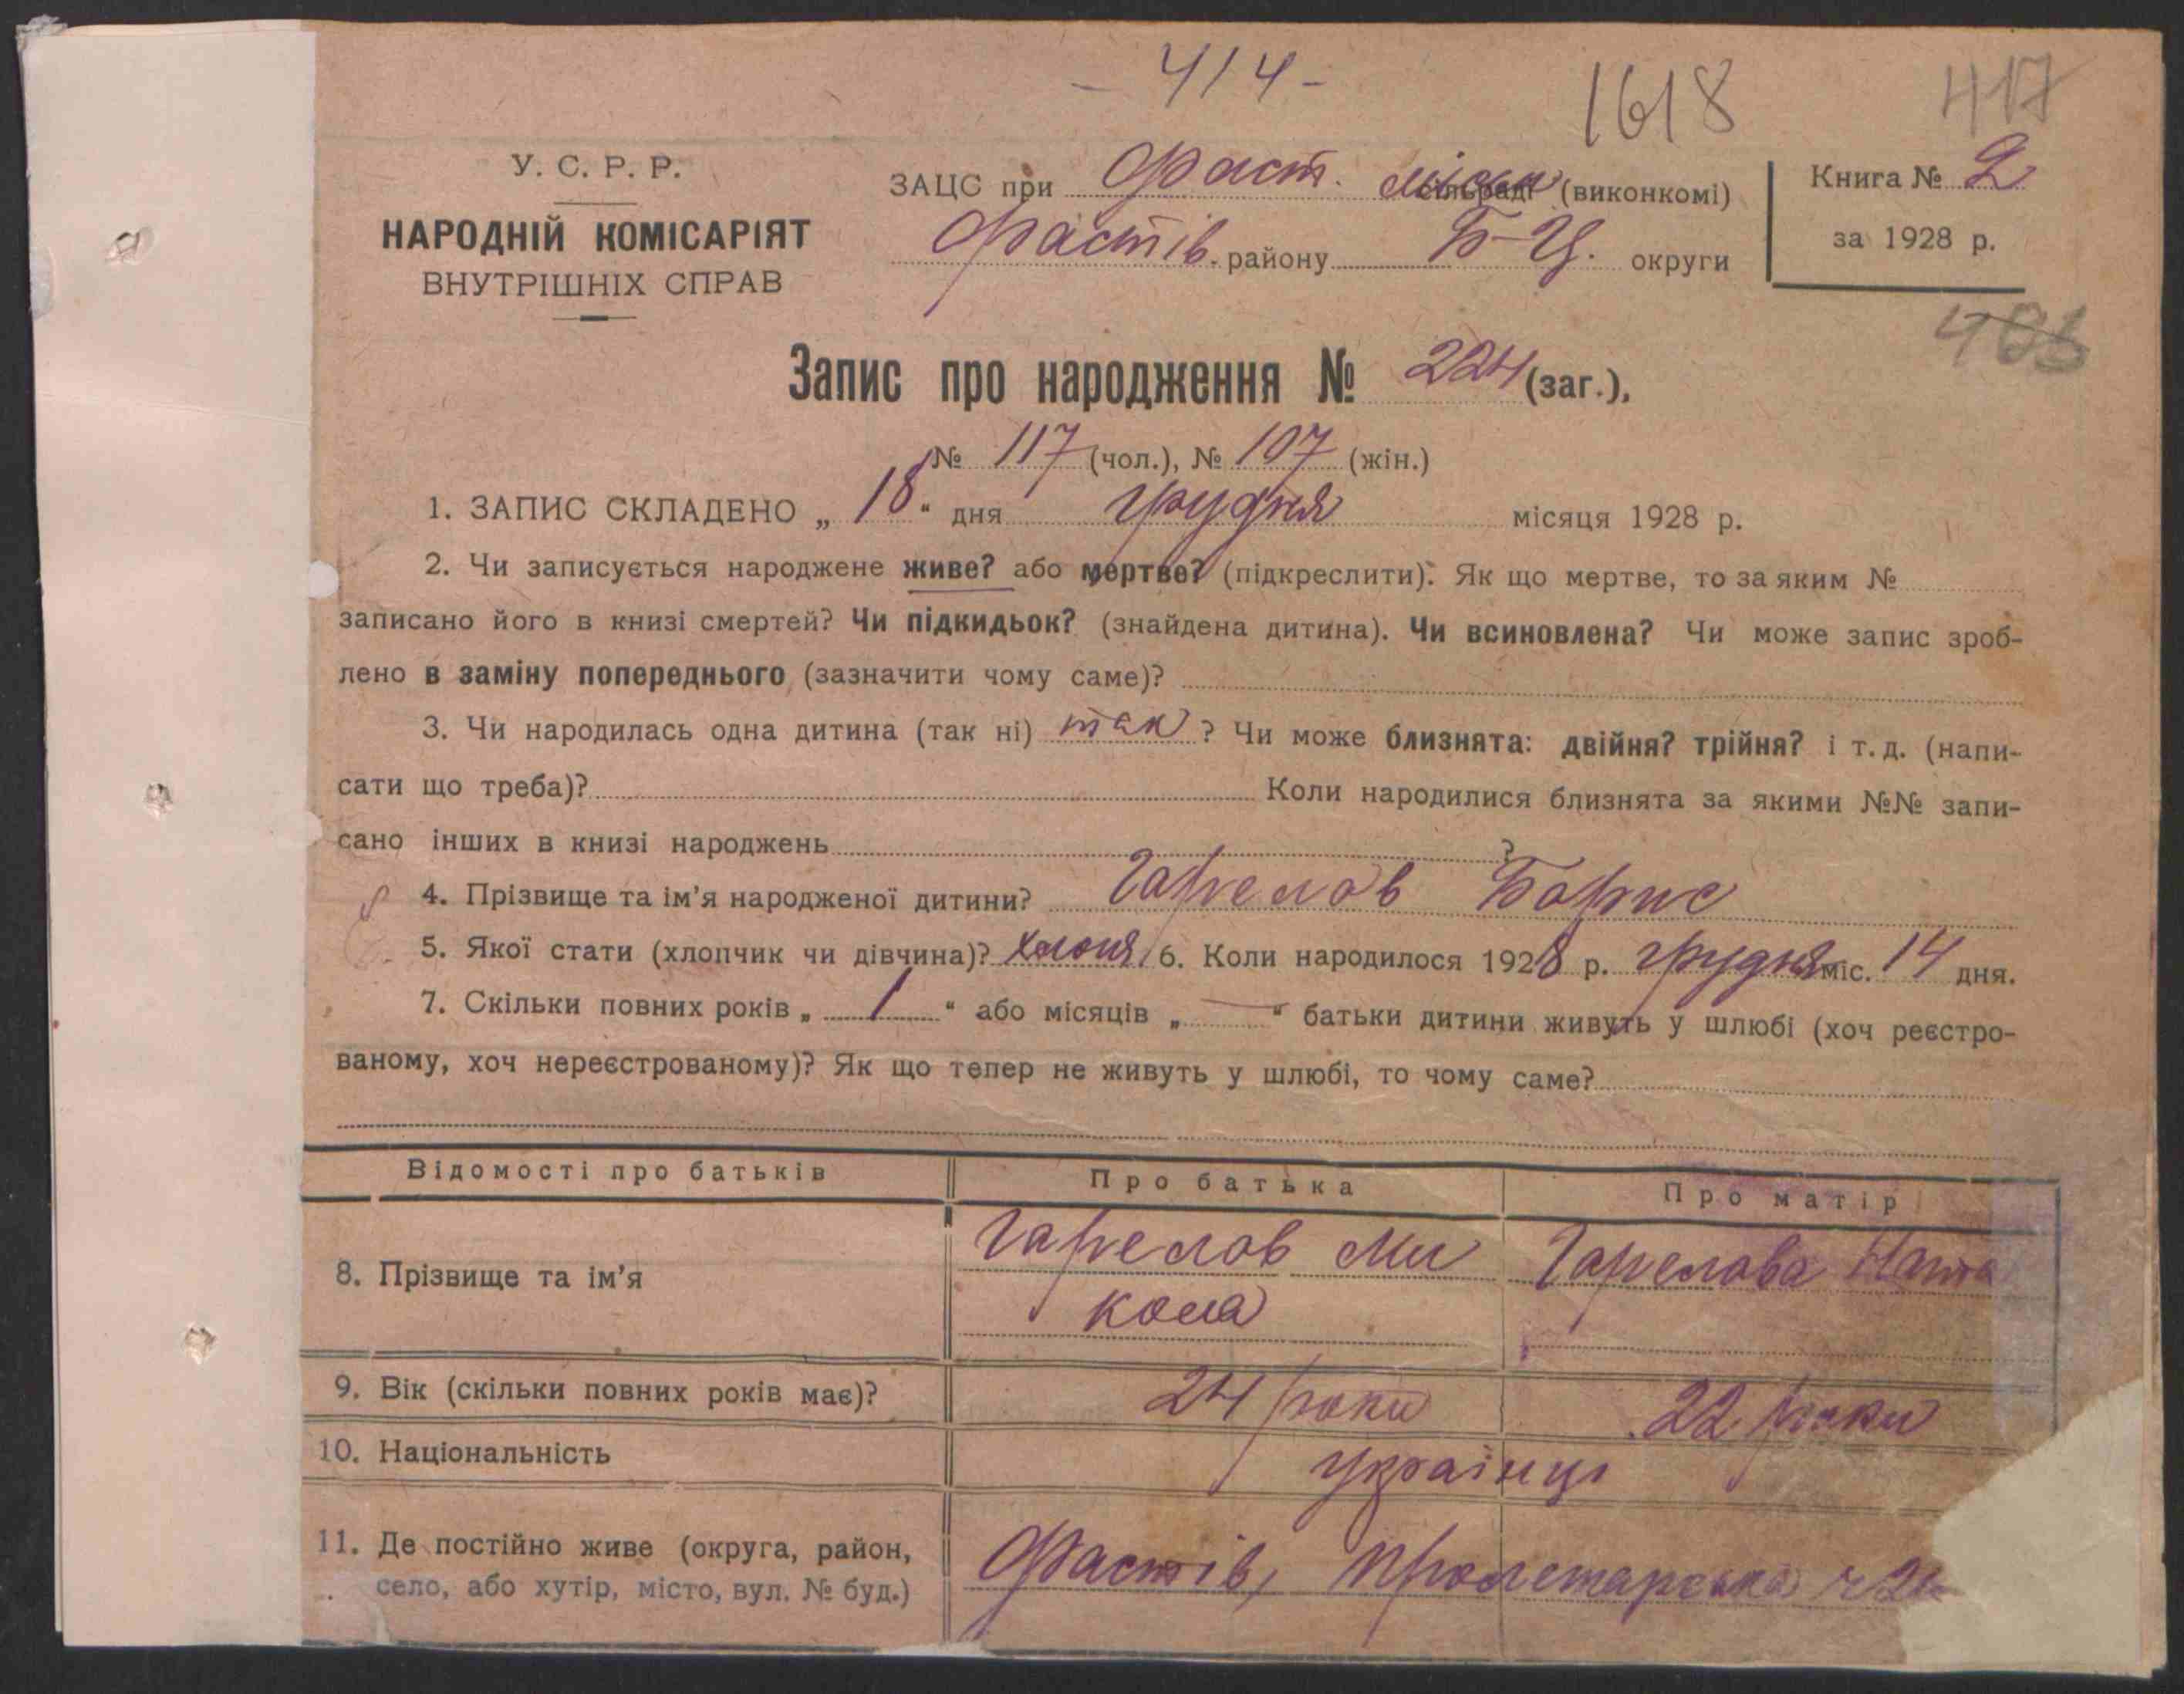 - 414 -
1618
417
У. С. Р. Р.
НАРОДНІЙ КОМІСАРІЯТ
ВНУТРІШНІХ СПРАВ
ЗАЦС при Фаст. сільраді (виконкомі)
Фастів. району Б-Ц. округи
Книга № 2
за 1928 р.
Запис про народження № 224 (заг.),
№ 117 (чол.), № 107 (жін.)
1. ЗАПИС СКЛАДЕНО „ 18 " дня грудня місяця 1928 р.
2. Чи записується народжене живе? або мертве? (підкреслити). Як що мертве, то за яким №
записано його в книзі смертей? Чи підкидьок? (знайдена дитина). Чи всиновлена? Чи може запис зроб-
лено в заміну попереднього (зазначити чому саме)?
3. Чи народилась одна дитина (так ні) так ? Чи може близнята: двійня? трійня? і т. д. (напи-
сати що треба)? Коли народилися близнята за якими №№ запи-
сано інших в книзі народжень ?
4. Прізвище та ім'я народженої дитини? Гарелов Борис
5. Якої стати (хлопчик чи дівчина)? 6. Коли народилося 1928 р. грудня міс. 14 дня.
7. Скільки повних років „ 1 " або місяців „ — " батьки дитини живуть у шлюбі (хоч реєстро-
ваному, хоч нереєстрованому)? Як що тепер не живуть у шлюбі, то чому саме?
Відомості про батьків Про батька Про матір
8. Прізвище та ім'я Гарелов Ми Гарелова Ната
кола
9. Вік (скільки повних років має)? 24 роки 22 роки
10. Національність українці
11. Де постійно живе (округа, район,
село, або хутір, місто, вул. № буд.) Фастів, Пролетарська